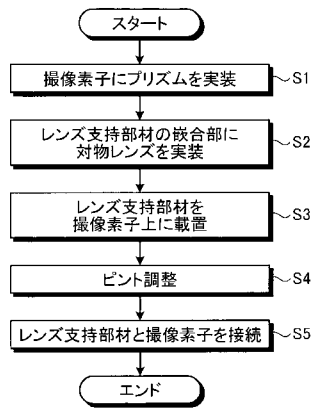 スタート
撮像素子にプリズムを実装
S1
レンズ支持部材の嵌合部に
対物レンズを実装
S2
レンズ支持部材を
撮像素子上に載置
S3
ピント調整
S4
レンズ支持部材と撮像素子を接続
S5
エンド